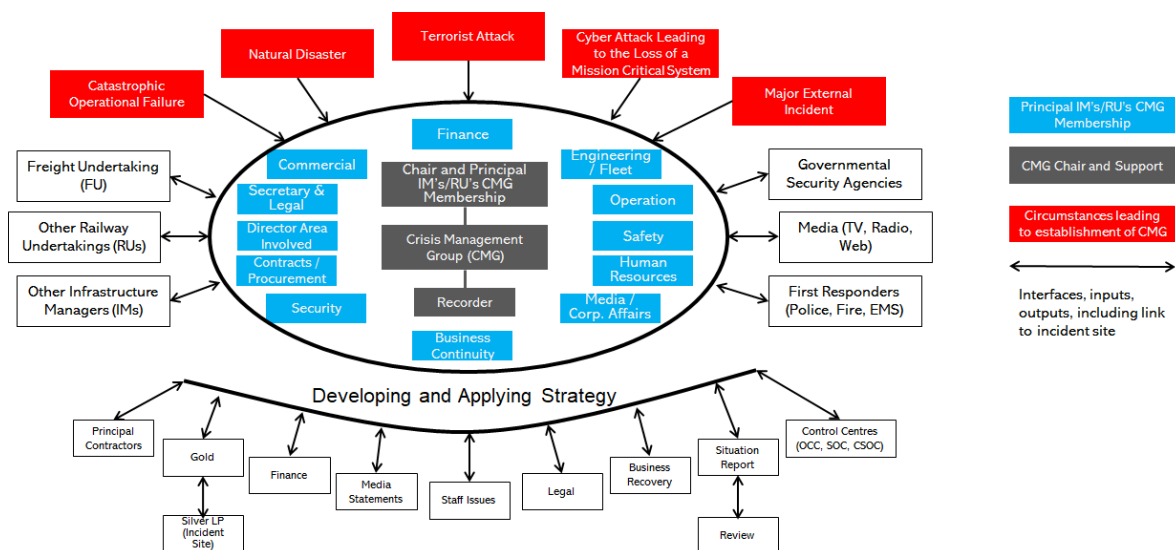 Terrorist Attack
Natural Disaster
Cyber Attack Leading
to the Loss of a
Mission Critical System
Catastrophic
Operational Failure
Major External
Incident
Finance
Commercial
Secretary &
Legal
Director Area
Involved
Contracts /
Procurement
Security
Chair and Principal
IM's/RU's CMG
Membership
Crisis Management
Group (CMG)
Recorder
Business
Continuity
Engineering
/ Fleet
Operation
Safety
Human
Resources
Media /
Corp. Affairs
Freight Undertaking
(FU)
Other Railway
Undertakings (RUs)
Other Infrastructure
Managers (IMs)
Governmental
Security Agencies
Media (TV, Radio,
Web)
First Responders
(Police, Fire, EMS)
Principal IM's/RU's CMG
Membership
CMG Chair and Support
Circumstances leading
to establishment of CMG
Interfaces, inputs,
outputs, including link
to incident site
Developing and Applying Strategy
Principal
Contractors
Gold
Silver LP
(Incident
Site)
Finance
Media
Statements
Staff Issues
Legal
Business
Recovery
Situation
Report
Review
Control Centres
(OCC, SOC, CSOC)